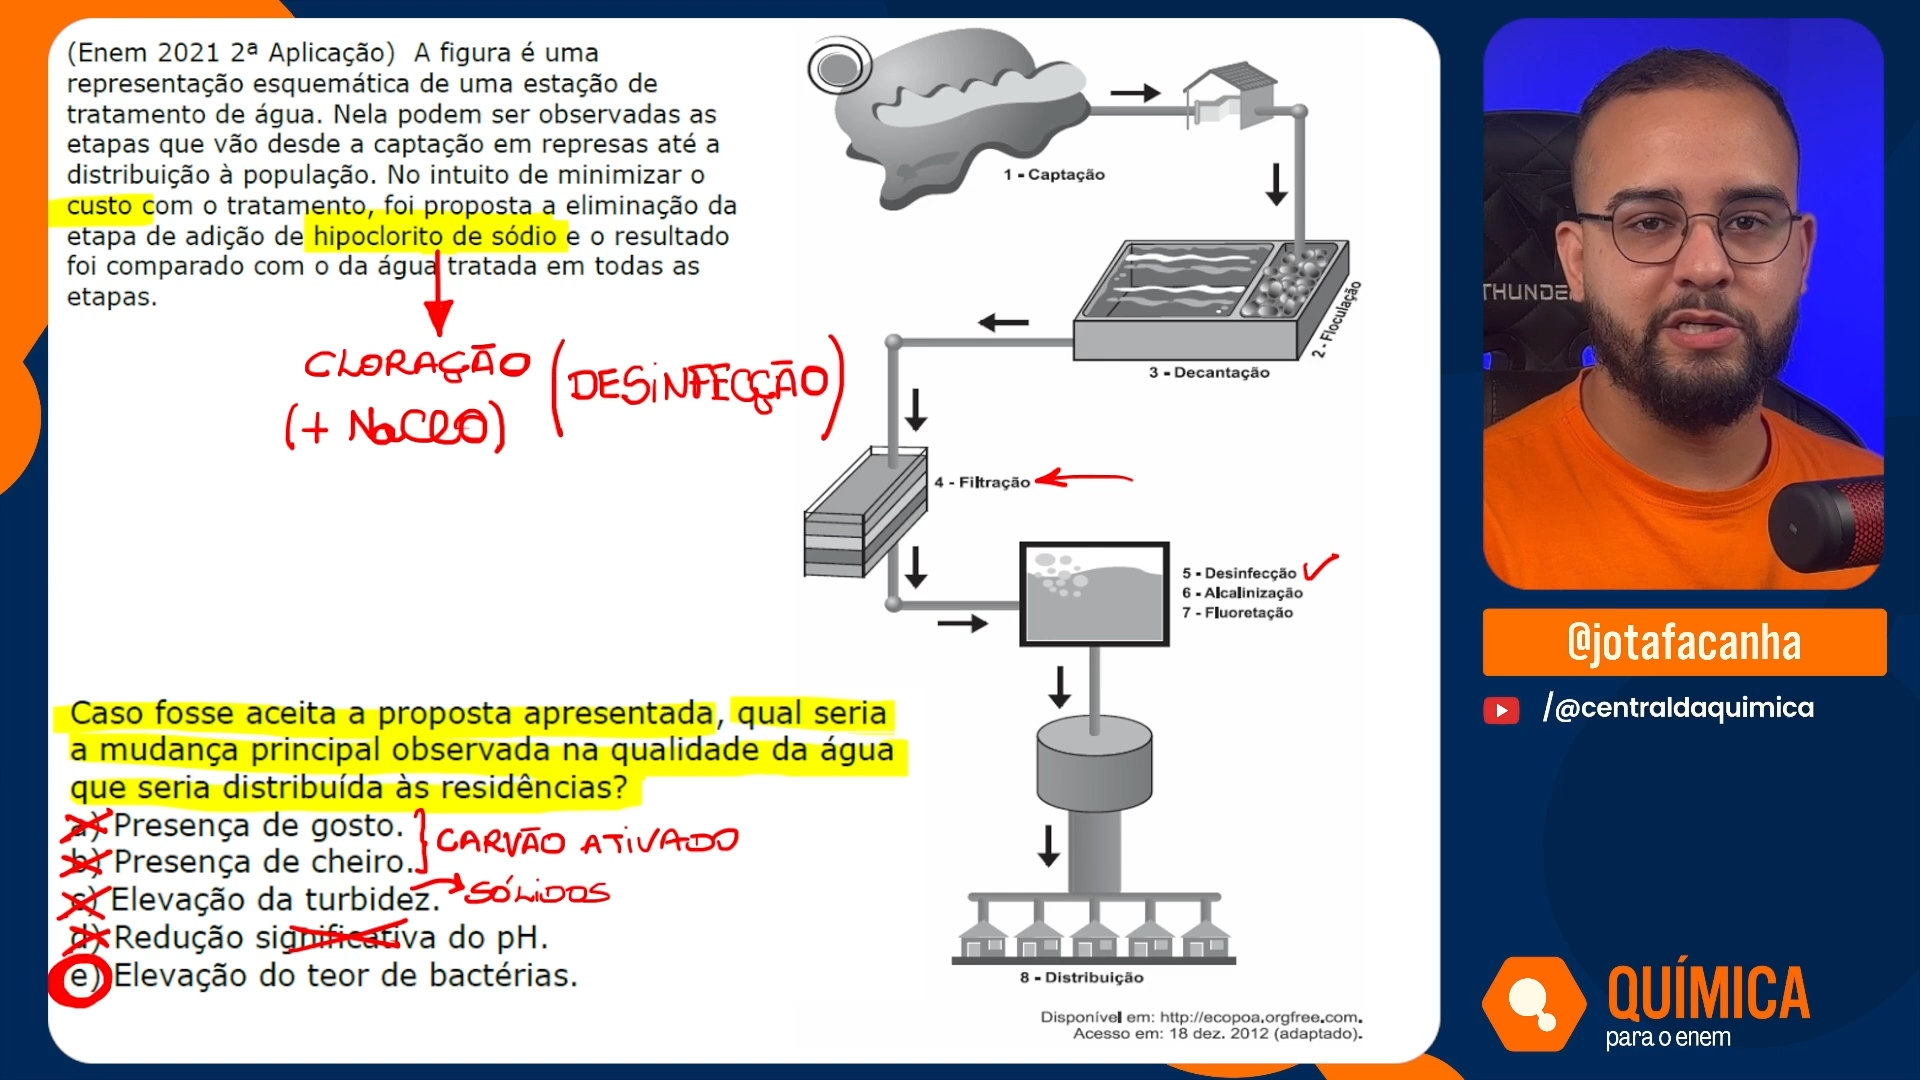 (Enem 2021 2ª Aplicação)  A figura é uma
representação esquemática de uma estação de
tratamento de água. Nela podem ser observadas as
etapas que vão desde a captação em represas até a
distribuição à população. No intuito de minimizar o
custo com o tratamento, foi proposta a eliminação da
etapa de adição de hipoclorito de sódio e o resultado
foi comparado com o da água tratada em todas as
etapas.
CLORAÇÃO (DESINFECÇÃO)
(+ NaClO)
1 - Captação
2 - Floculação
3 - Decantação
4 - Filtração
5 - Desinfecção
6 - Alcalinização
7 - Fluoretação
8 - Distribuição
Disponível em: http://ecopoa.orgfree.com.
Acesso em: 18 dez. 2012 (adaptado).
Caso fosse aceita a proposta apresentada, qual seria
a mudança principal observada na qualidade da água
que seria distribuída às residências?
a) Presença de gosto.
b) Presença de cheiro.
CARVÃO ATIVADO
c) Elevação da turbidez. SÓLIDOS
d) Redução significativa do pH.
e) Elevação do teor de bactérias.
THUNDE
@jotafacanha
/@centraldaquimica
QUÍMICA
para o enem